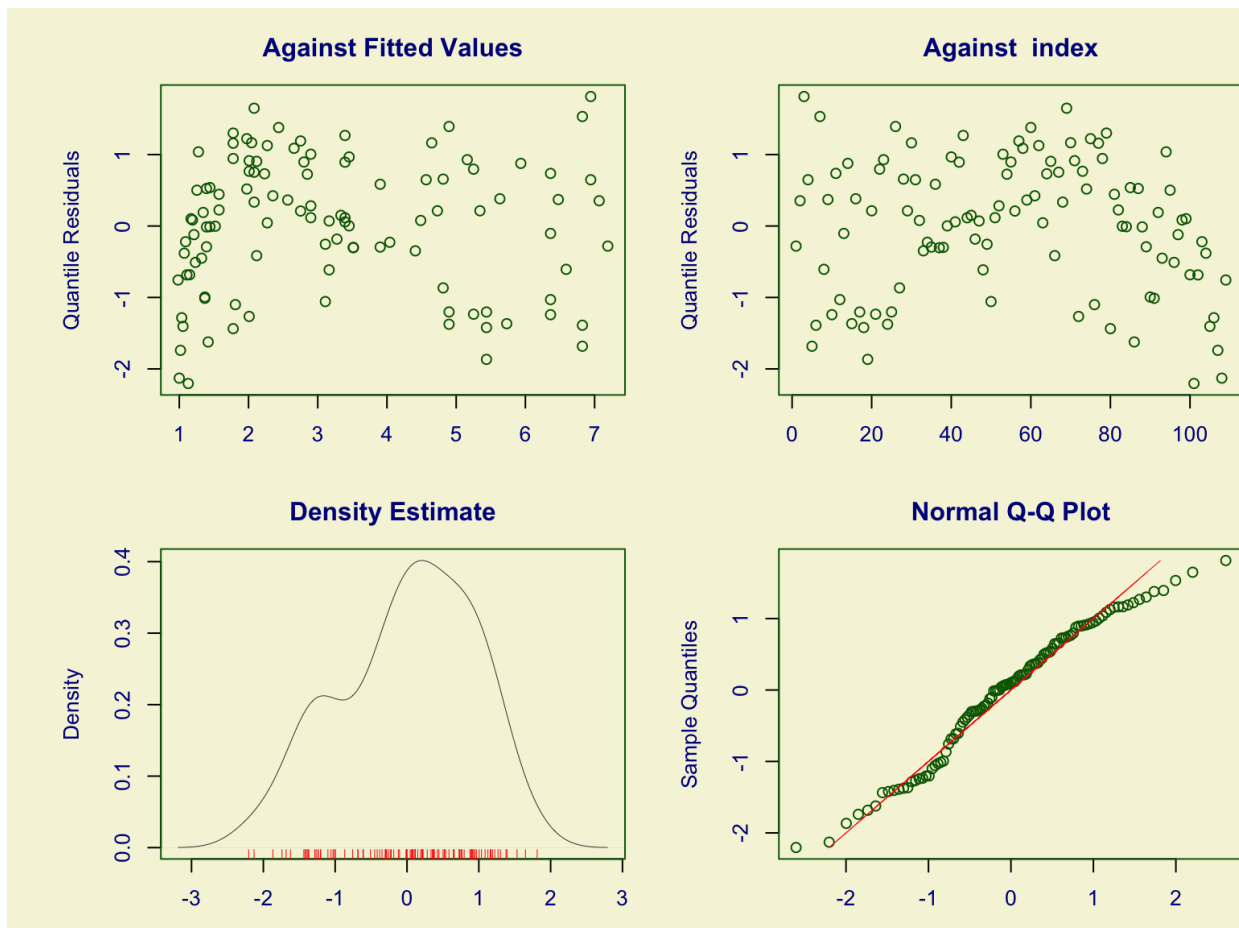 Against Fitted Values
Quantile Residuals
1
0
-1
-2
1 2 3 4 5 6 7
Against index
Quantile Residuals
1
0
-1
-2
0 20 40 60 80 100
Density Estimate
Density
0.4
0.3
0.2
0.1
0.0
-3 -2 -1 0 1 2 3
Normal Q-Q Plot
Sample Quantiles
1
0
-1
-2
-2 -1 0 1 2